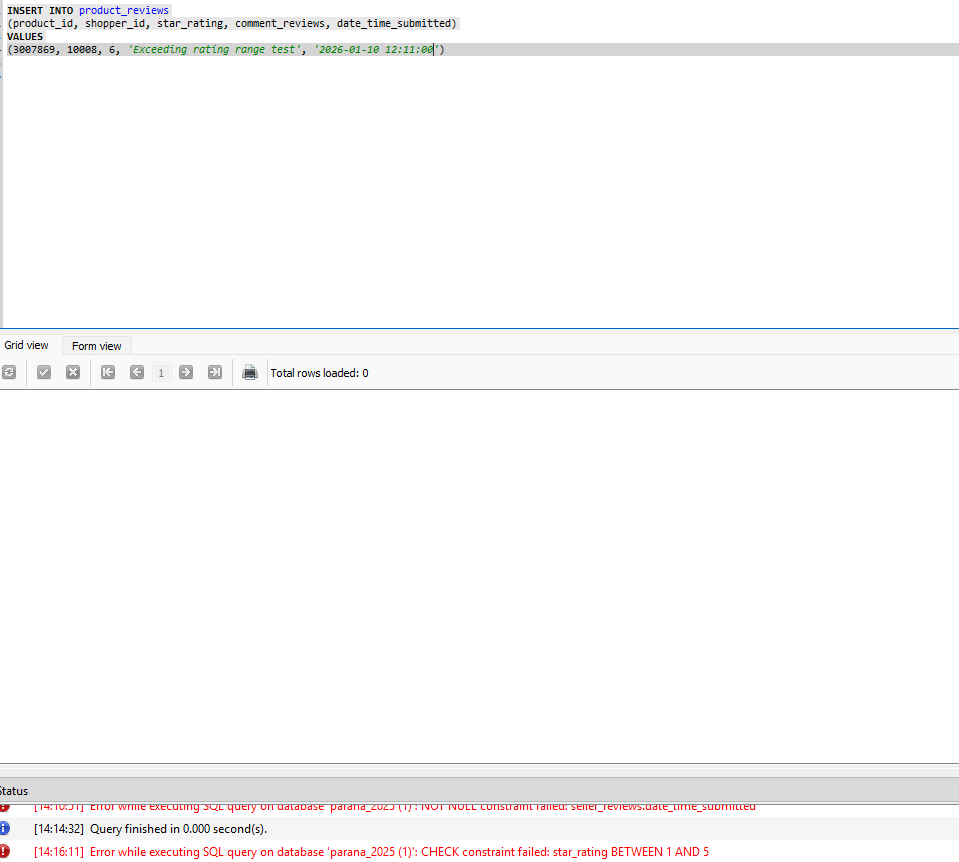 INSERT INTO product_reviews
(product_id, shopper_id, star_rating, comment_reviews, date_time_submitted)
VALUES
(3007869, 10008, 6, 'Exceeding rating range test', '2026-01-10 12:11:00')
Grid view Form view
1 Total rows loaded: 0
Status
[14:10:51] Error while executing SQL query on database 'parana_2025 (1)': NOT NULL constraint failed: seller_reviews.date_time_submitted
[14:14:32] Query finished in 0.000 second(s).
[14:16:11] Error while executing SQL query on database 'parana_2025 (1)': CHECK constraint failed: star_rating BETWEEN 1 AND 5